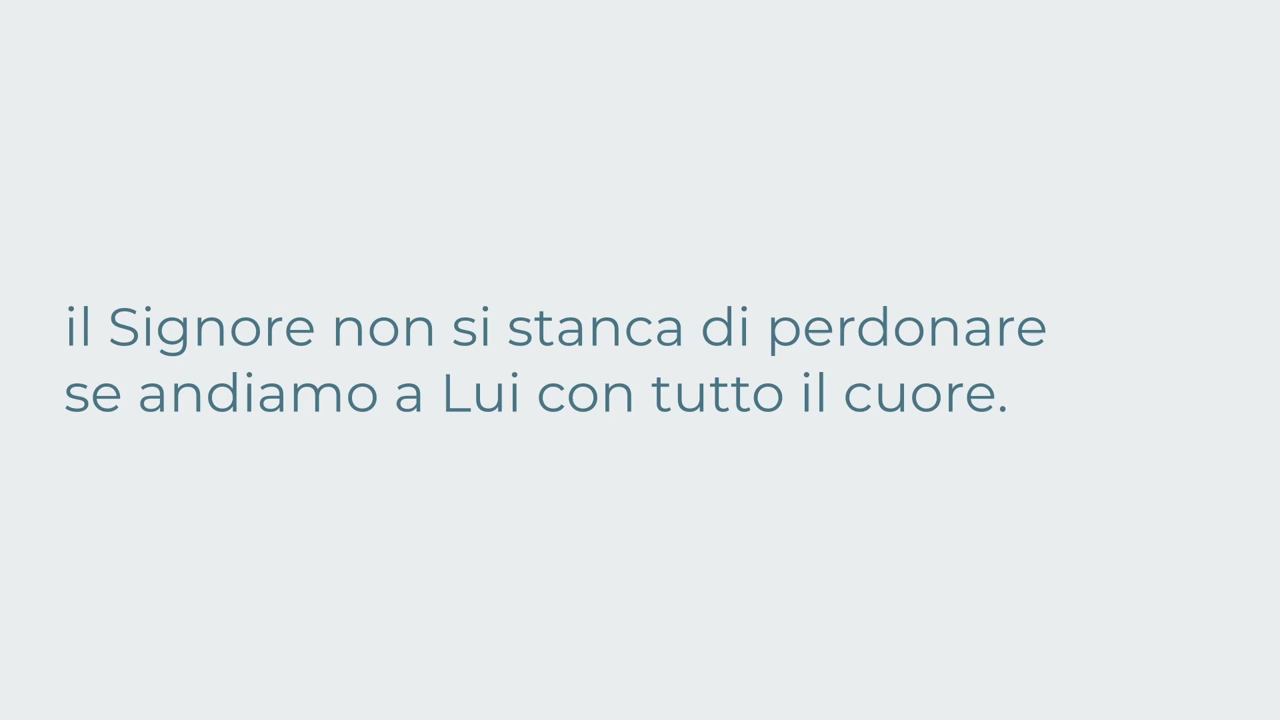 il Signore non si stanca di perdonare
se andiamo a Lui con tutto il cuore.